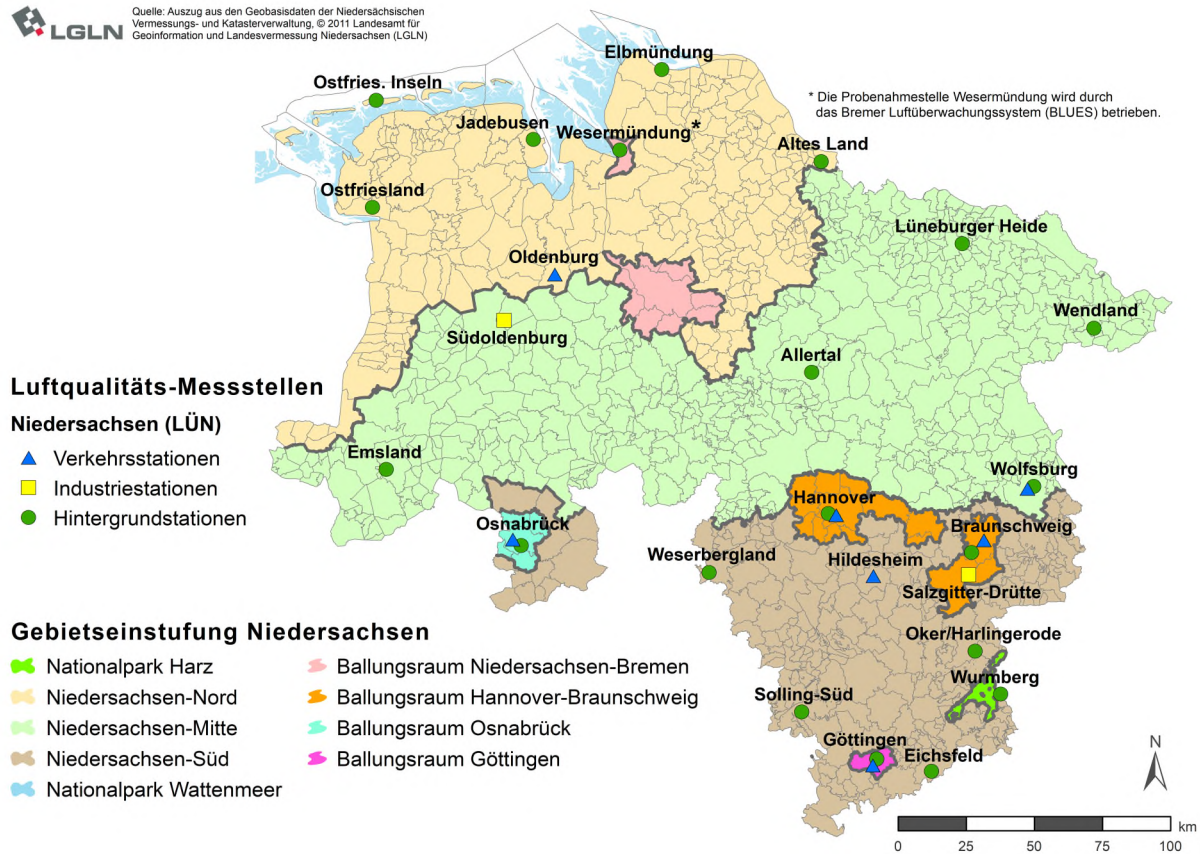 LGLN
Quelle: Auszug aus den Geobasisdaten der Niedersächsischen
Vermessungs- und Katasterverwaltung, © 2011 Landesamt für
Geoinformation und Landesvermessung Niedersachsen (LGLN)
Elbmündung
Ostfries. Inseln
* Die Probenahmestelle Wesermündung wird durch
das Bremer Luftüberwachungssystem (BLUES) betrieben.
Jadebusen
Wesermündung*
Altes Land
Ostfriesland
Lüneburger Heide
Oldenburg
Wendland
Südoldenburg
Allertal
Luftqualitäts-Messstellen
Niedersachsen (LÜN)
Verkehrsstationen
Industriestationen
Hintergrundstationen
Emsland
Wolfsburg
Hannover
Osnabrück
Braunschweig
Weserbergland
Hildesheim
Salzgitter-Drütte
Gebietseinstufung Niedersachsen
Nationalpark Harz
Niedersachsen-Nord
Niedersachsen-Mitte
Niedersachsen-Süd
Nationalpark Wattenmeer
Ballungsraum Niedersachsen-Bremen
Ballungsraum Hannover-Braunschweig
Ballungsraum Osnabrück
Ballungsraum Göttingen
Oker/Harlingerode
Wurmberg
Solling-Süd
Göttingen
Eichsfeld
N
km
0 25 50 75 100